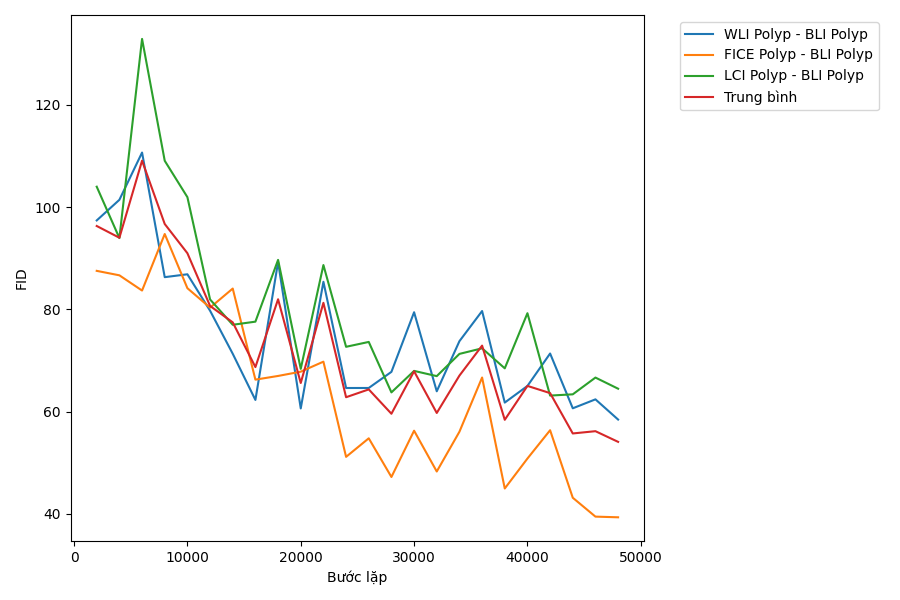 WLI Polyp - BLI Polyp
FICE Polyp - BLI Polyp
LCI Polyp - BLI Polyp
Trung bình
FID
120
100
80
60
40
0 10000 20000 30000 40000 50000
Bước lặp